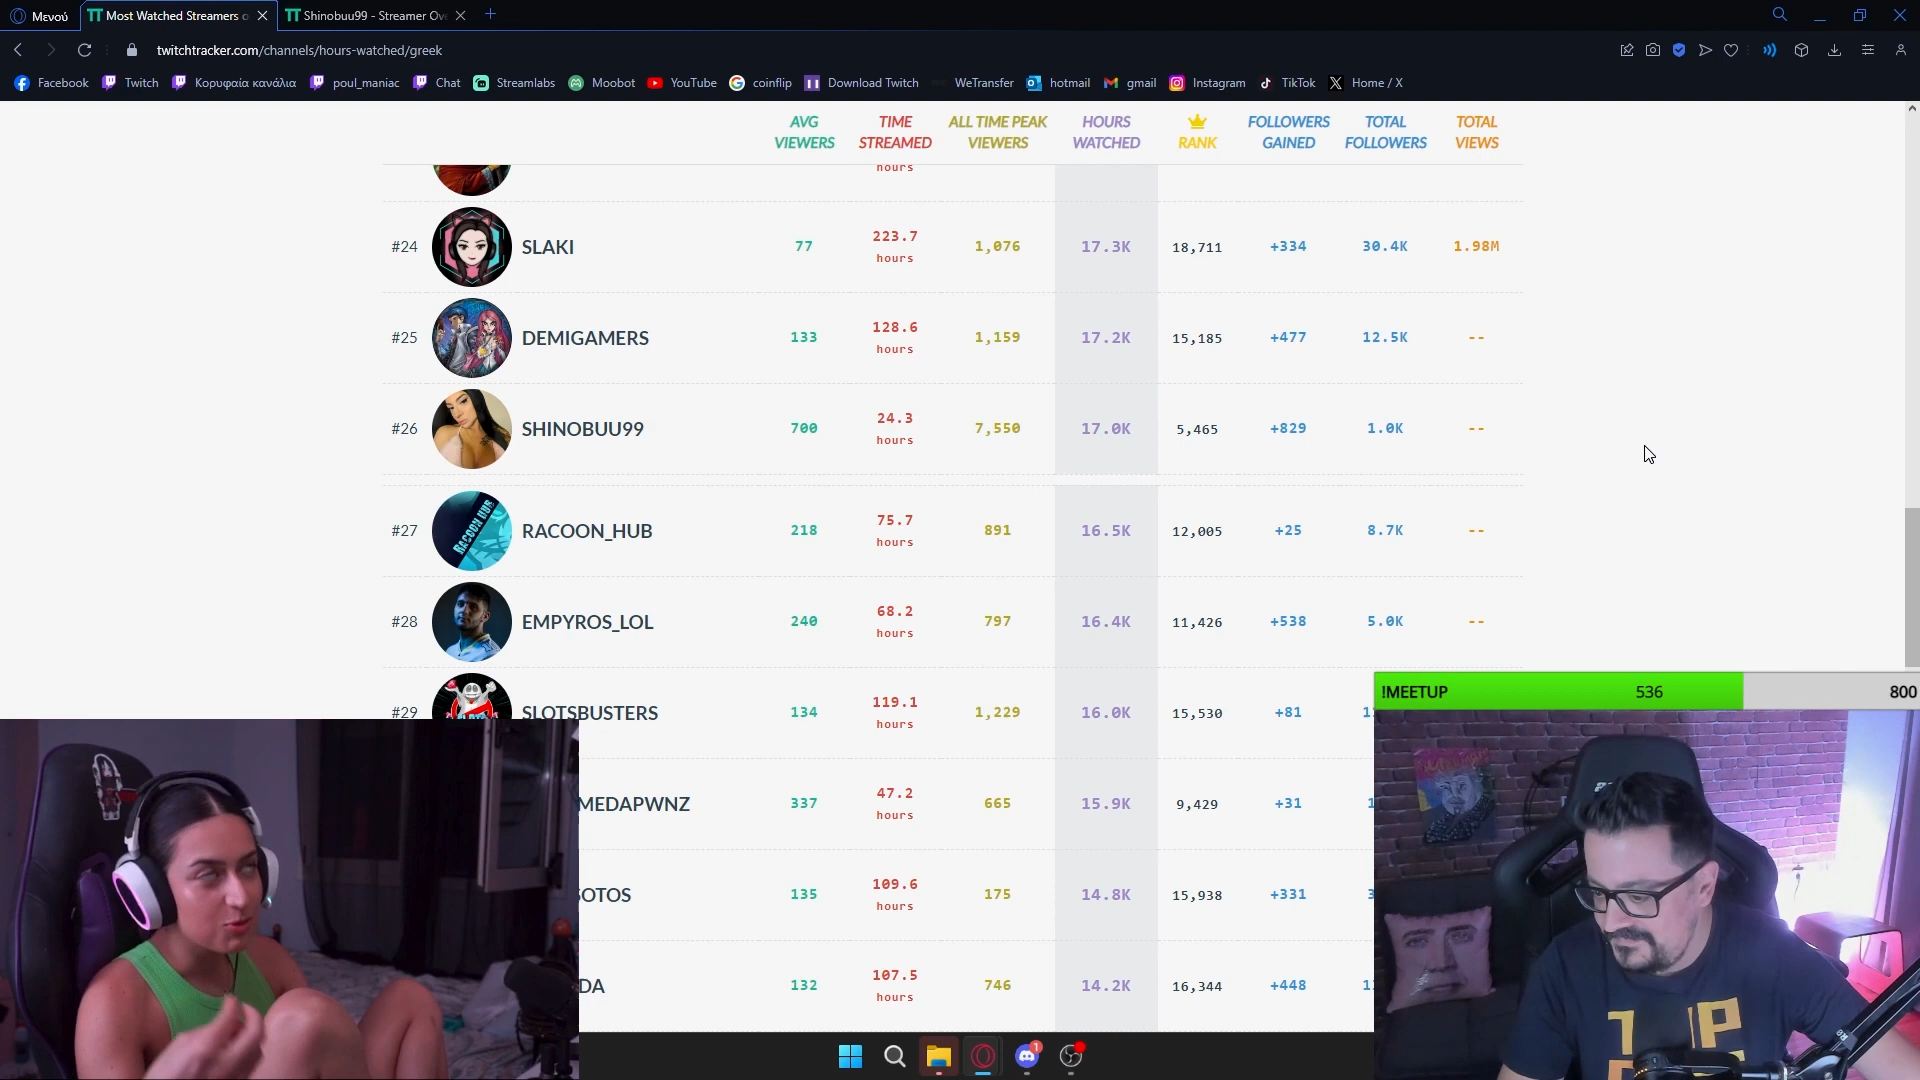 Μενού
Most Watched Streamers o
Shinobuu99 - Streamer Ov
twitchtracker.com/channels/hours-watched/greek
Facebook Twitch Κορυφαία κανάλια poul_maniac Chat Streamlabs Moobot YouTube coinflip Download Twitch WeTransfer hotmail gmail Instagram TikTok Home / X
AVG VIEWERS
TIME STREAMED
ALL TIME PEAK VIEWERS
HOURS WATCHED
RANK
FOLLOWERS GAINED
TOTAL FOLLOWERS
TOTAL VIEWS
hours
#24 SLAKI 77 223.7 hours 1,076 17.3K 18,711 +334 30.4K 1.98M
#25 DEMIGAMERS 133 128.6 hours 1,159 17.2K 15,185 +477 12.5K --
#26 SHINOBUU99 700 24.3 hours 7,550 17.0K 5,465 +829 1.0K --
#27 RACOON HUB RACOON_HUB 218 75.7 hours 891 16.5K 12,005 +25 8.7K --
#28 EMPYROS_LOL 240 68.2 hours 797 16.4K 11,426 +538 5.0K --
!MEETUP 536 800
#29 SLOTSBUSTERS 134 119.1 hours 1,229 16.0K 15,530 +81
MEDAPWNZ 337 47.2 hours 665 15.9K 9,429 +31
SOTOS 135 109.6 hours 175 14.8K 15,938 +331
DA 132 107.5 hours 746 14.2K 16,344 +448
1